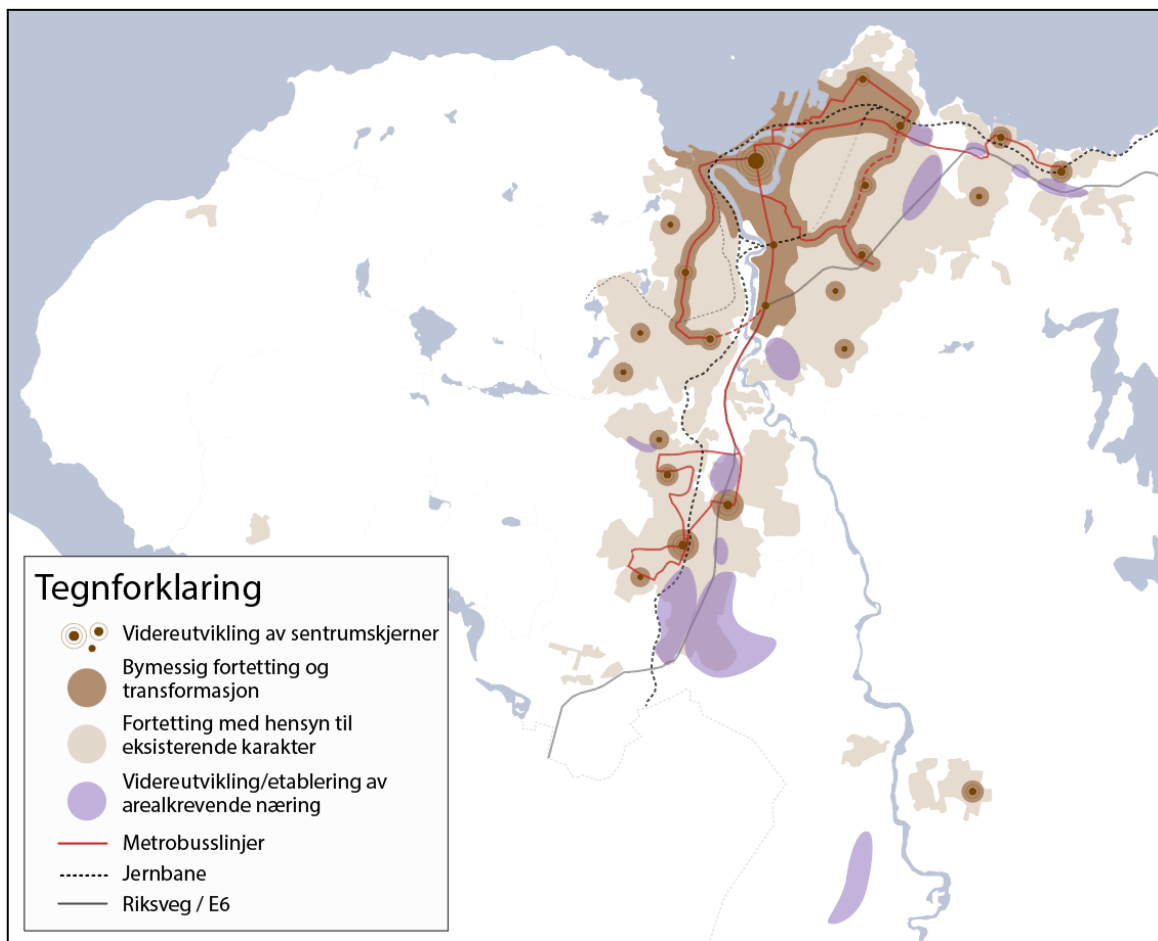 Tegnforklaring
Videreutvikling av sentrumskjerner
Bymessig fortetting og
transformasjon
Fortetting med hensyn til
eksisterende karakter
Videreutvikling/etablering av
arealkrevende næring
Metrobusslinjer
Jernbane
Riksveg / E6